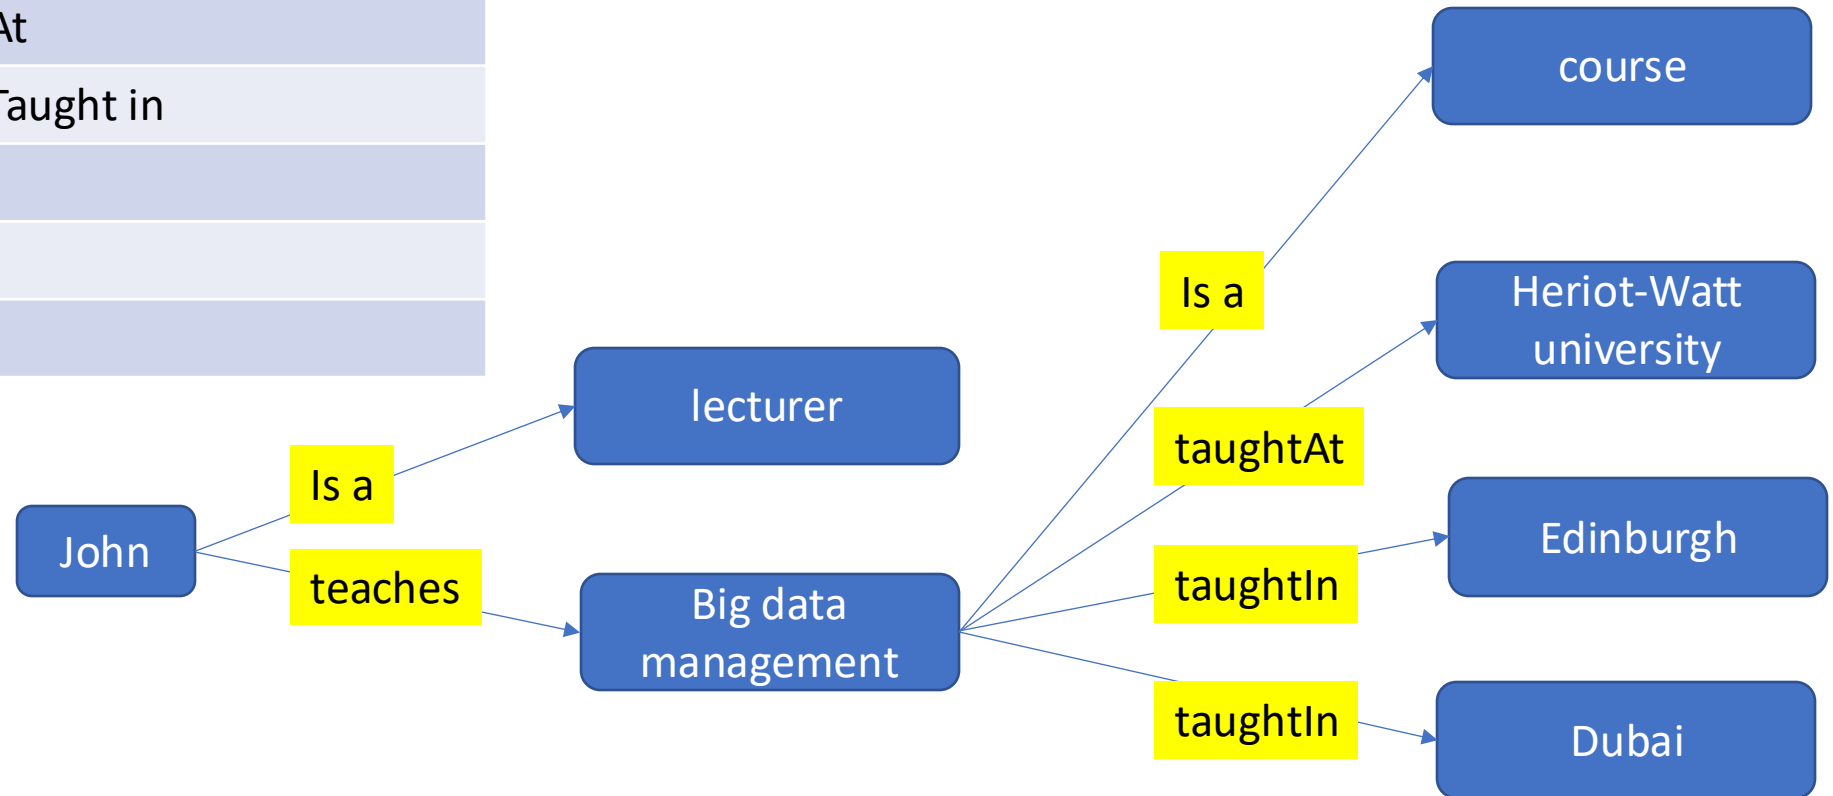 At
Taught in
course
Is a
Heriot-Watt
university
lecturer
taughtAt
Is a
Edinburgh
John
taughtIn
teaches
Big data
management
taughtIn
Dubai